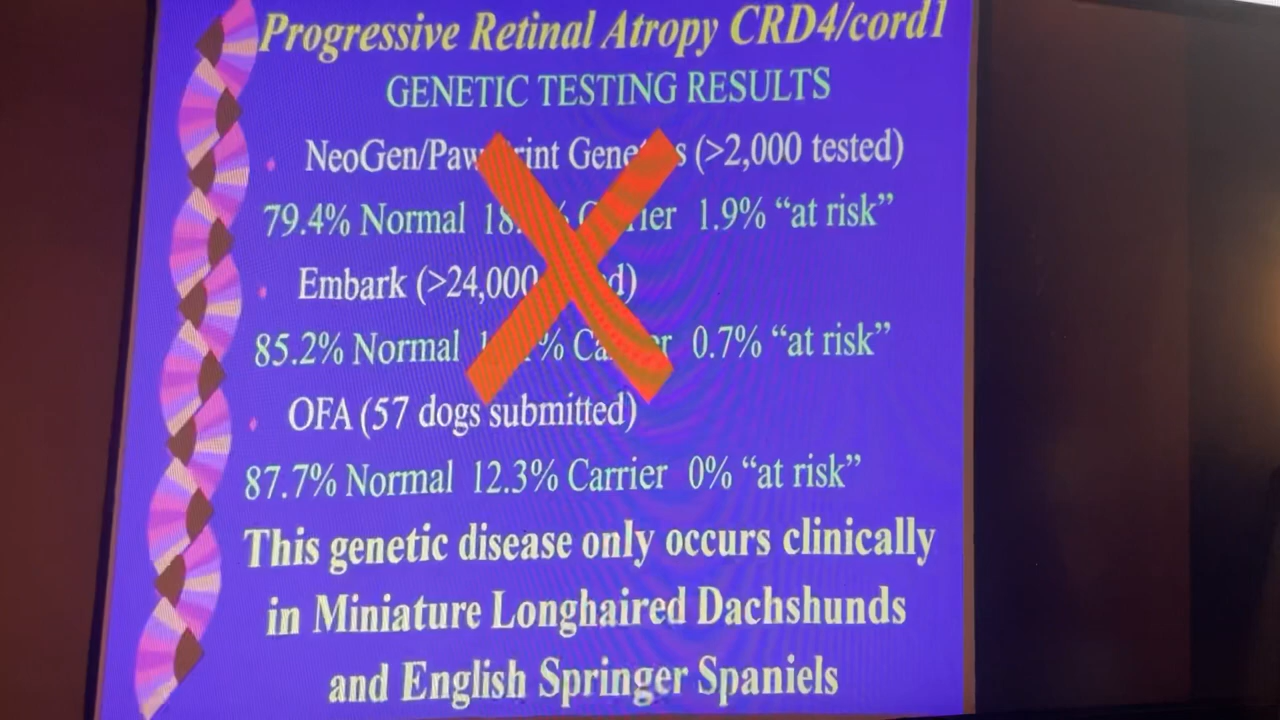 Progressive Retinal Atropy CRD4/cord1
GENETIC TESTING RESULTS
(>2,000 tested)
79.4% Normal 1.9% “at risk”
Embark (>24,000
85.2% Normal 0.7% “at risk”
OFA (57 dogs submitted)
87.7% Normal 12.3% Carrier 0% “at risk”
This genetic disease only occurs clinically
in Miniature Longhaired Dachshunds
and English Springer Spaniels